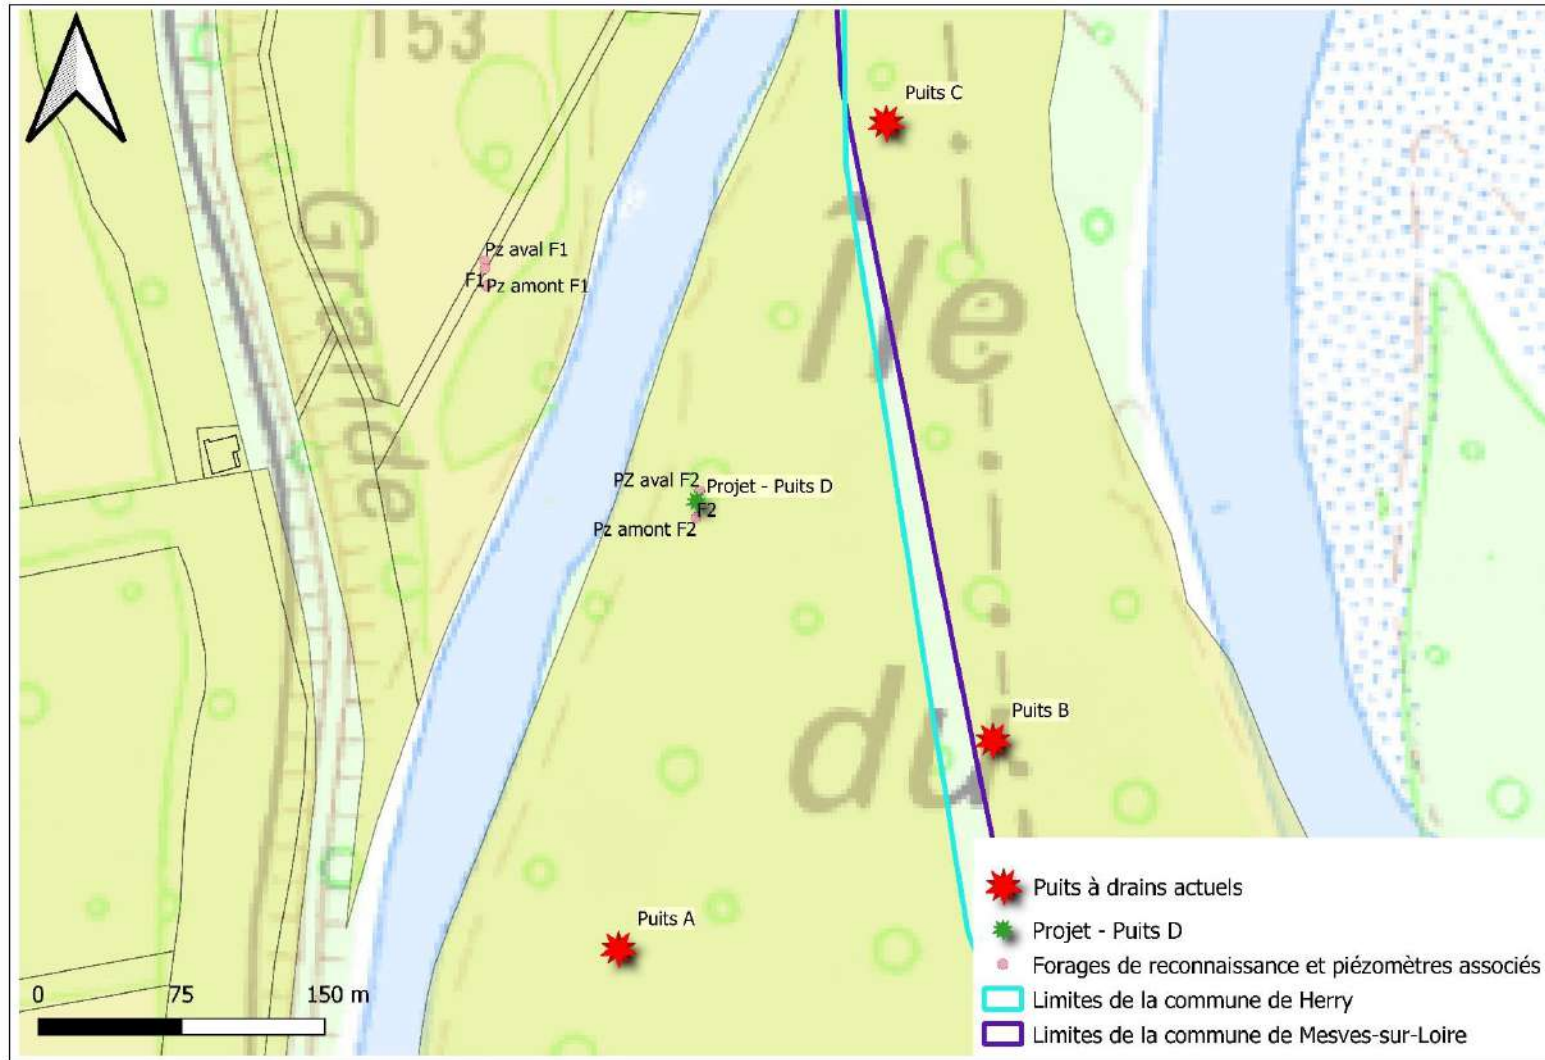 153
Puits C
Grande
Pz aval F1
F1
Pz amont F1
Île
PZ aval F2
Projet - Puits D
F2
Pz amont F2
du
Puits B
Puits A
0 75 150 m
Puits à drains actuels
Projet - Puits D
Forages de reconnaissance et piézomètres associés
Limites de la commune de Herry
Limites de la commune de Mesves-sur-Loire